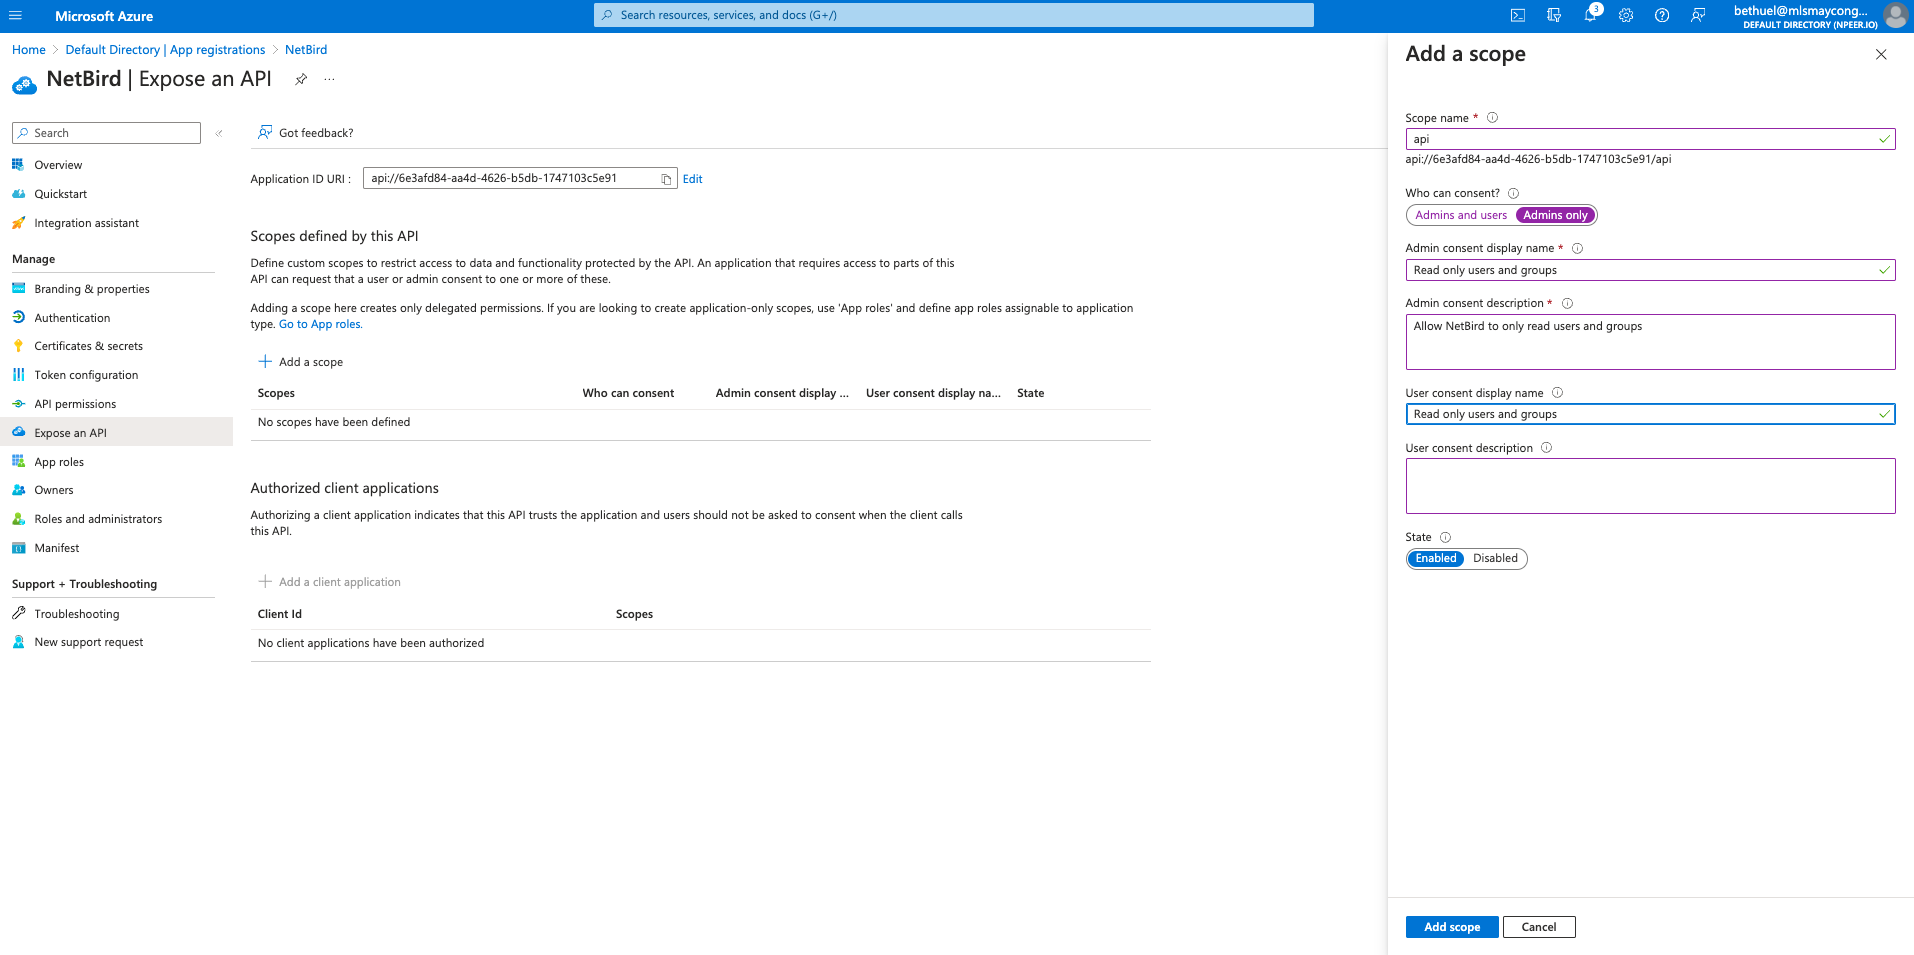 Microsoft Azure
Search resources, services, and docs (G+/)
3
bethuel@mlsmaycong...
DEFAULT DIRECTORY (NPEER.IO)
Home > Default Directory | App registrations > NetBird
NetBird | Expose an API
...
Search
Overview
Quickstart
Integration assistant
Manage
Branding & properties
Authentication
Certificates & secrets
Token configuration
API permissions
Expose an API
App roles
Owners
Roles and administrators
Manifest
Support + Troubleshooting
Troubleshooting
New support request
Got feedback?
Application ID URI : api://6e3afd84-aa4d-4626-b5db-1747103c5e91 Edit
Scopes defined by this API
Define custom scopes to restrict access to data and functionality protected by the API. An application that requires access to parts of this
API can request that a user or admin consent to one or more of these.
Adding a scope here creates only delegated permissions. If you are looking to create application-only scopes, use 'App roles' and define app roles assignable to application
type. Go to App roles.
Add a scope
Scopes Who can consent Admin consent display ... User consent display na... State
No scopes have been defined
Authorized client applications
Authorizing a client application indicates that this API trusts the application and users should not be asked to consent when the client calls
this API.
Add a client application
Client Id Scopes
No client applications have been authorized
Add a scope
Scope name *
api
api://6e3afd84-aa4d-4626-b5db-1747103c5e91/api
Who can consent?
Admins and users Admins only
Admin consent display name *
Read only users and groups
Admin consent description *
Allow NetBird to only read users and groups
User consent display name
Read only users and groups
User consent description
State
Enabled Disabled
Add scope Cancel